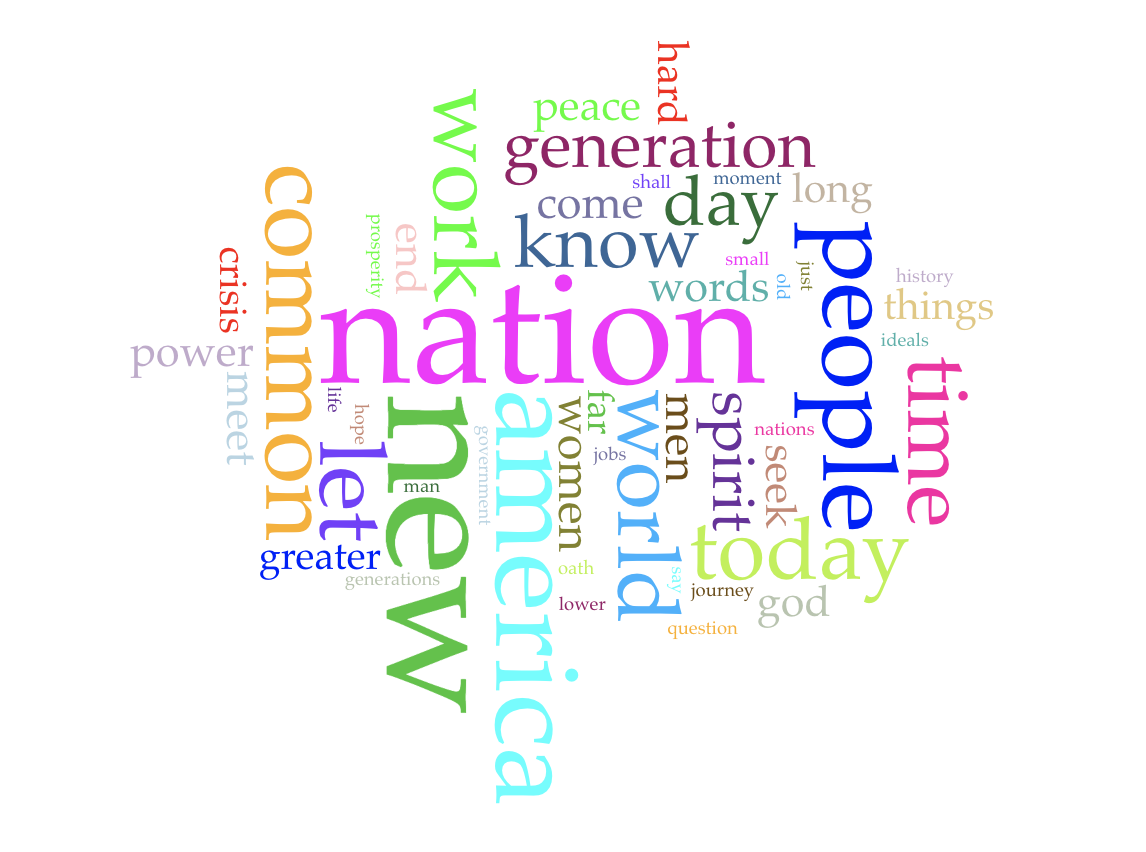 hard
peace
work
generation
common
shall
moment
long
day
come
know
prosperity
end
people
crisis
small
just
words
old
history
things
nation
ideals
power
time
meet
life
hope
let
new
man
government
america
women
far
jobs
world
men
spirit
nations
seek
today
greater
generations
oath
say
journey
god
lower
question